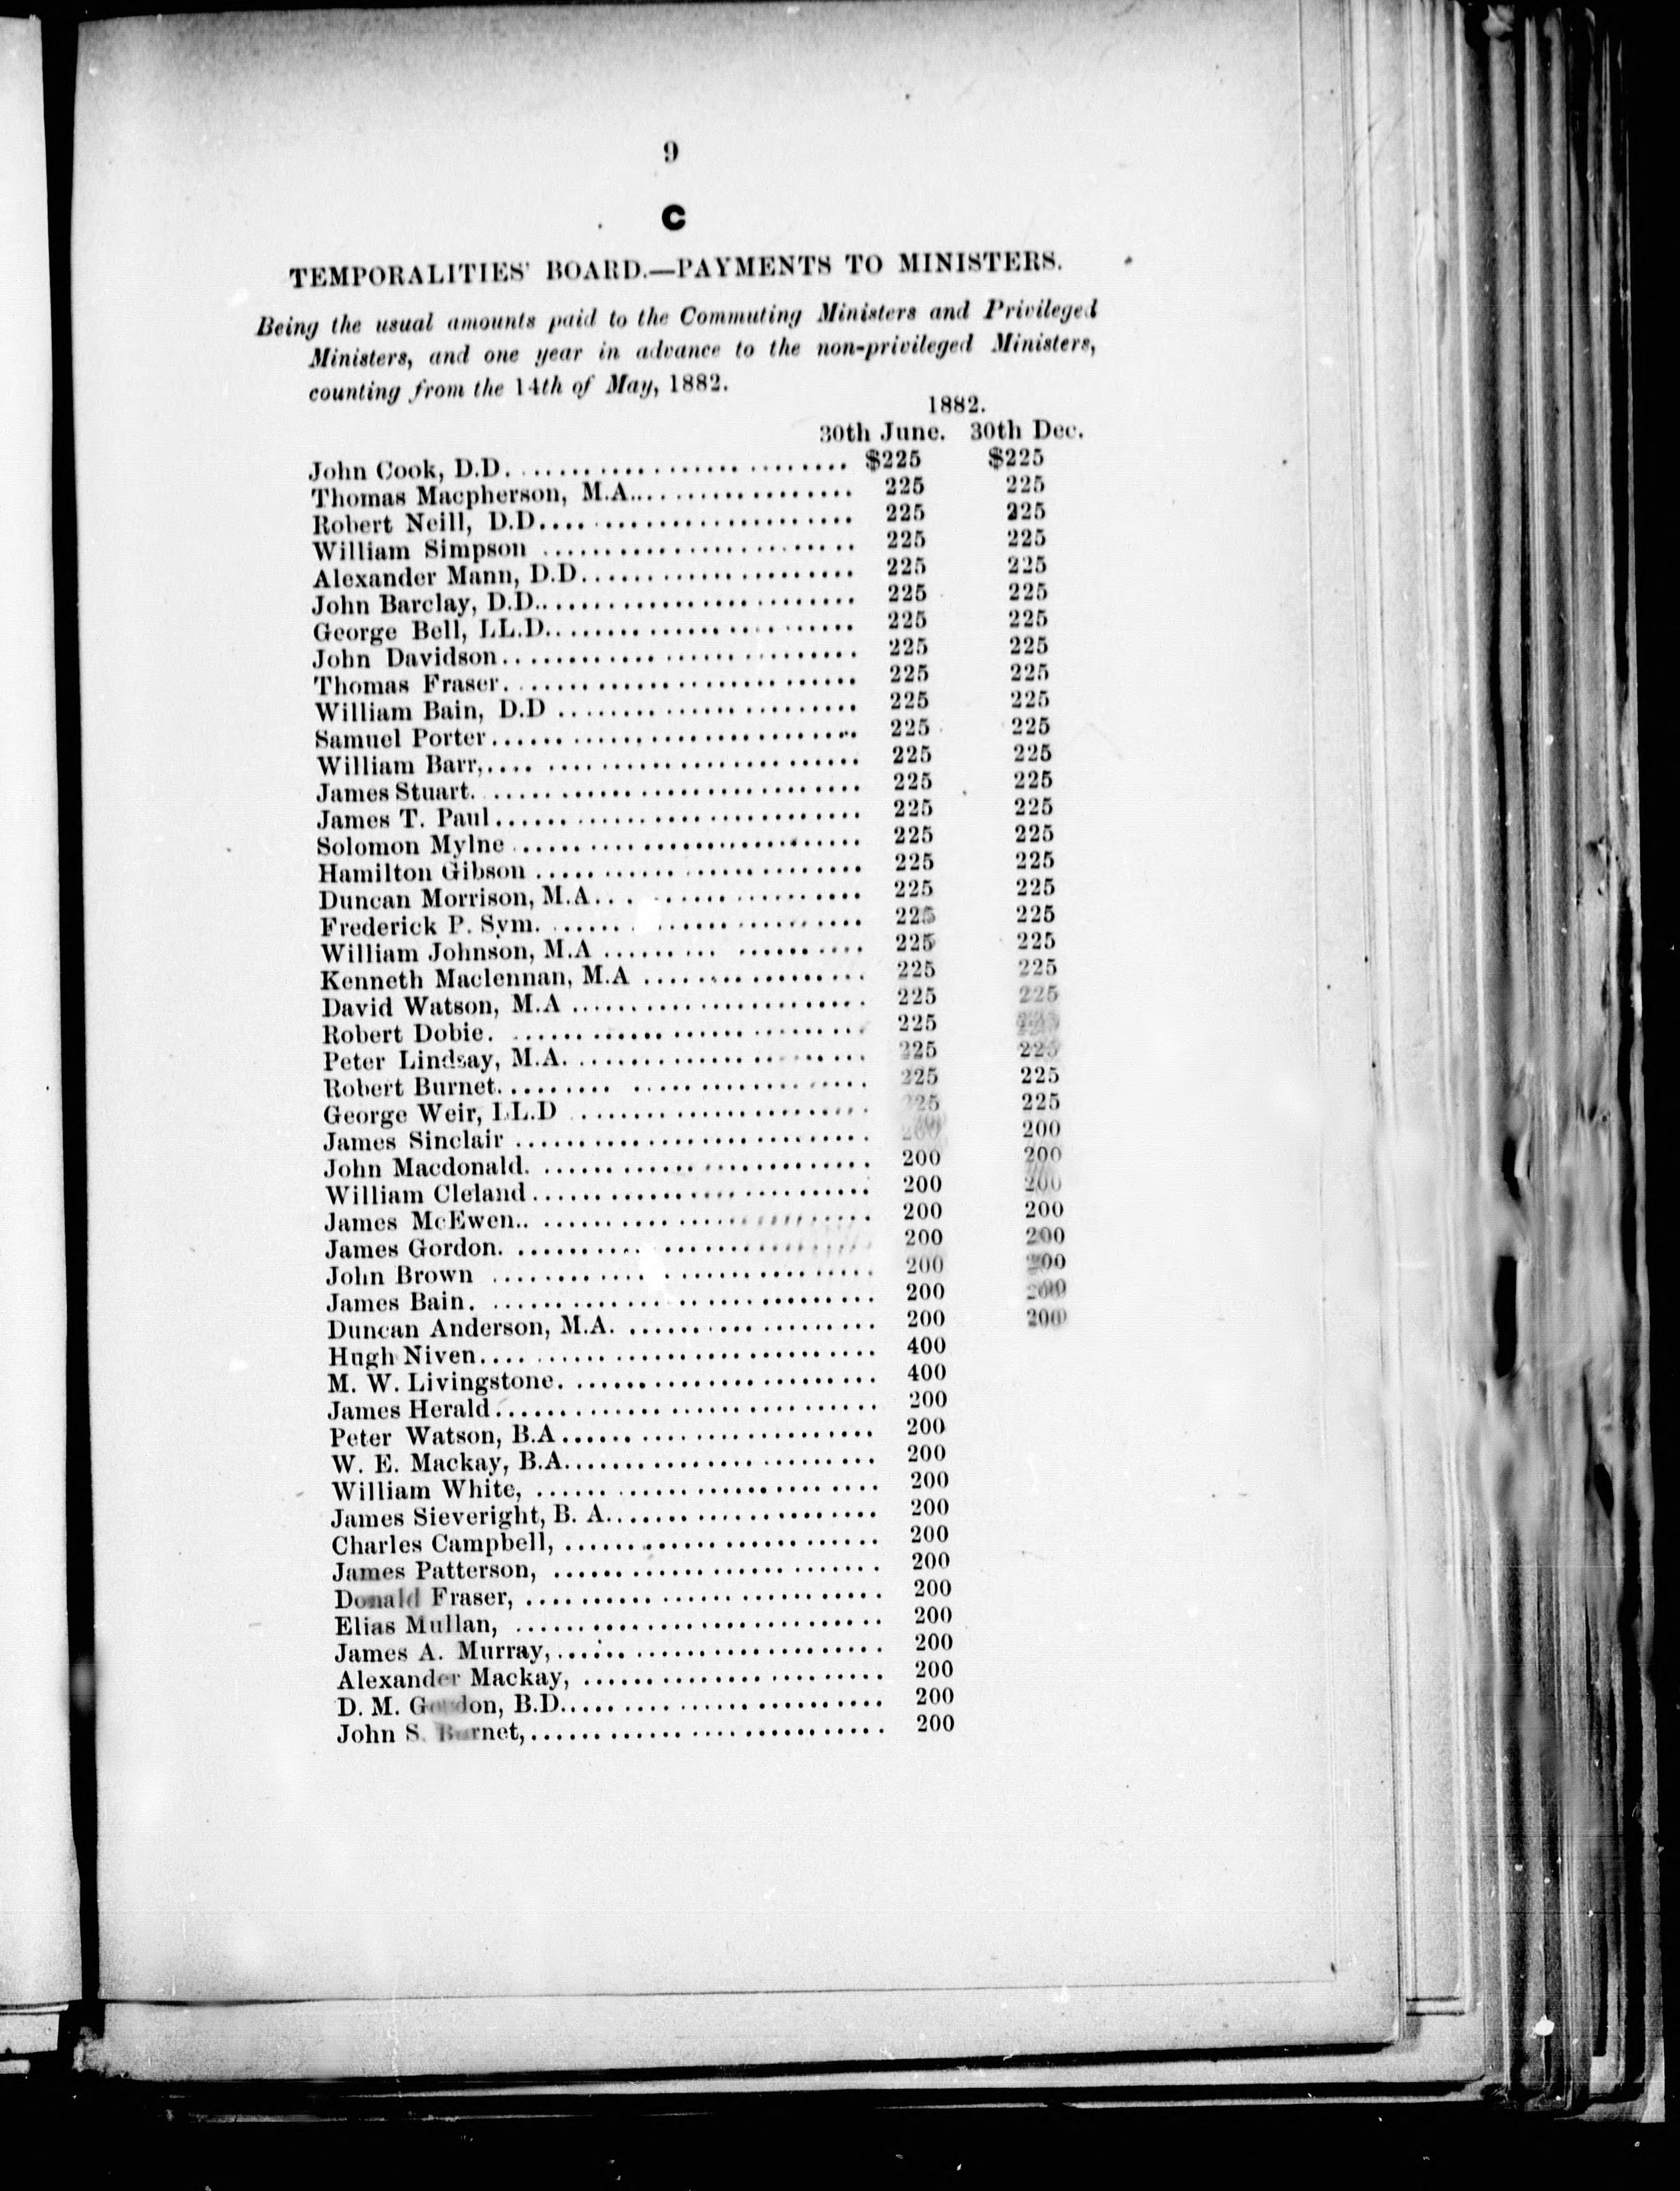 9
C
TEMPORALITIES' BOARD.—PAYMENTS TO MINISTERS.
Being the usual amounts paid to the Commuting Ministers and Privileged
Ministers, and one year in advance to the non-privileged Ministers,
counting from the 14th of May, 1882.
1882.
30th June. 30th Dec.
John Cook, D.D. $225 $225
Thomas Macpherson, M.A. 225 225
Robert Neill, D.D. 225 225
William Simpson 225 225
Alexander Mann, D.D. 225 225
John Barclay, D.D. 225 225
George Bell, LL.D. 225 225
John Davidson 225 225
Thomas Fraser 225 225
William Bain, D.D 225 225
Samuel Porter 225 225
William Barr, 225 225
James Stuart. 225 225
James T. Paul 225 225
Solomon Mylne 225 225
Hamilton Gibson 225 225
Duncan Morrison, M.A. 225 225
Frederick P. Sym. 225 225
William Johnson, M.A 225 225
Kenneth Maclennan, M.A 225 225
David Watson, M.A 225 225
Robert Dobie. 225 225
Peter Lindsay, M.A. 225 225
Robert Burnet. 225 225
George Weir, LL.D 225 225
James Sinclair 200 200
John Macdonald. 200 200
William Cleland 200 200
James McEwen. 200 200
James Gordon. 200 200
John Brown 200 200
James Bain. 200 200
Duncan Anderson, M.A. 200 200
Hugh Niven 400
M. W. Livingstone. 400
James Herald 200
Peter Watson, B.A 200
W. E. Mackay, B.A. 200
William White, 200
James Sieveright, B. A. 200
Charles Campbell, 200
James Patterson, 200
Donald Fraser, 200
Elias Mullan, 200
James A. Murray, 200
Alexander Mackay, 200
D. M. Gordon, B.D. 200
John S. Burnet, 200